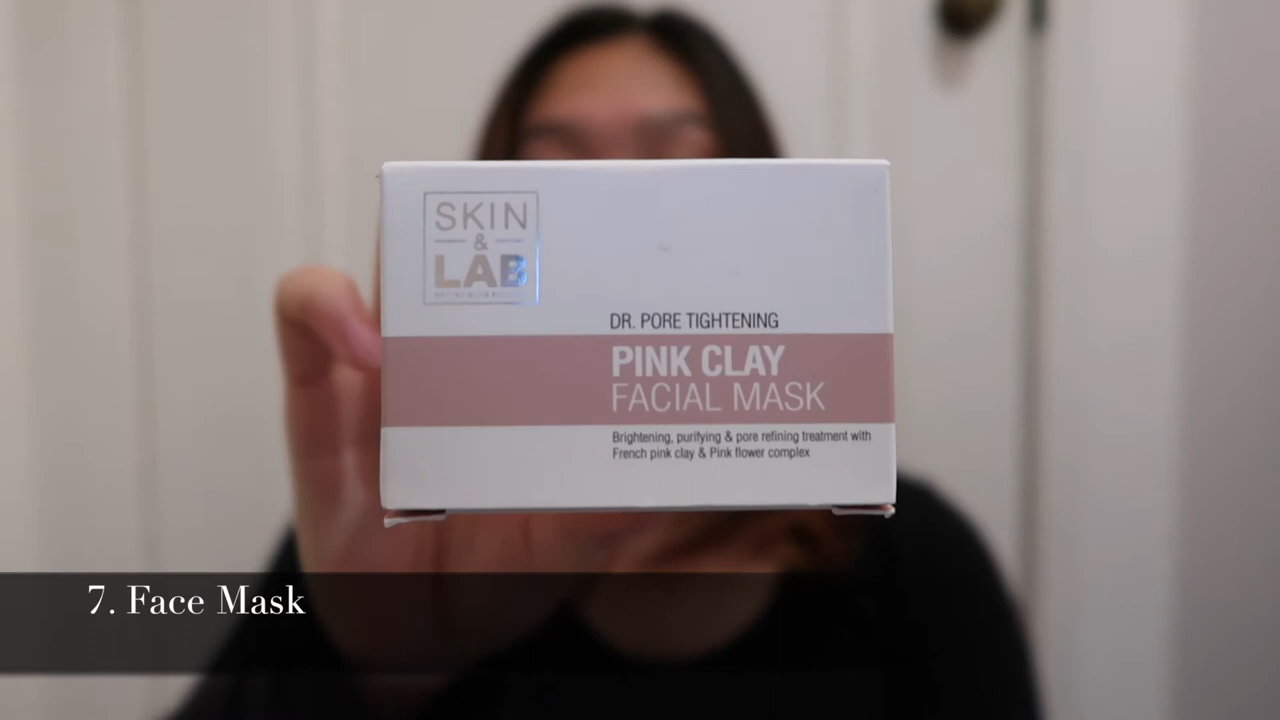 SKIN
&
LAB
DR. PORE TIGHTENING
PINK CLAY
FACIAL MASK
Brightening, purifying & pore refining treatment with
French pink clay & Pink flower complex
7. Face Mask